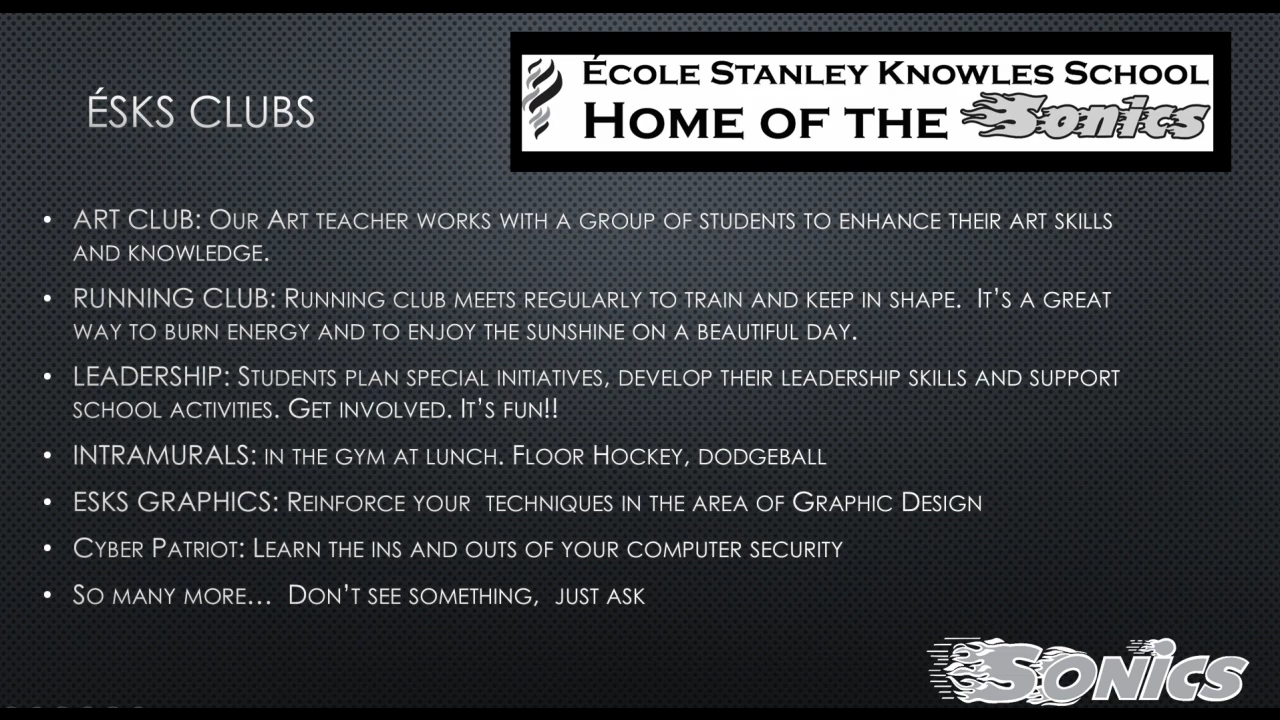 ÉCOLE STANLEY KNOWLES SCHOOL
HOME OF THE Sonics
ÉSKS CLUBS
• ART CLUB: OUR ART TEACHER WORKS WITH A GROUP OF STUDENTS TO ENHANCE THEIR ART SKILLS
AND KNOWLEDGE.
• RUNNING CLUB: RUNNING CLUB MEETS REGULARLY TO TRAIN AND KEEP IN SHAPE.  IT'S A GREAT
WAY TO BURN ENERGY AND TO ENJOY THE SUNSHINE ON A BEAUTIFUL DAY.
• LEADERSHIP: STUDENTS PLAN SPECIAL INITIATIVES, DEVELOP THEIR LEADERSHIP SKILLS AND SUPPORT
SCHOOL ACTIVITIES. GET INVOLVED. IT'S FUN!!
• INTRAMURALS: IN THE GYM AT LUNCH. FLOOR HOCKEY, DODGEBALL
• ESKS GRAPHICS: REINFORCE YOUR  TECHNIQUES IN THE AREA OF GRAPHIC DESIGN
• CYBER PATRIOT: LEARN THE INS AND OUTS OF YOUR COMPUTER SECURITY
• SO MANY MORE...  DON'T SEE SOMETHING,  JUST ASK
SONICS